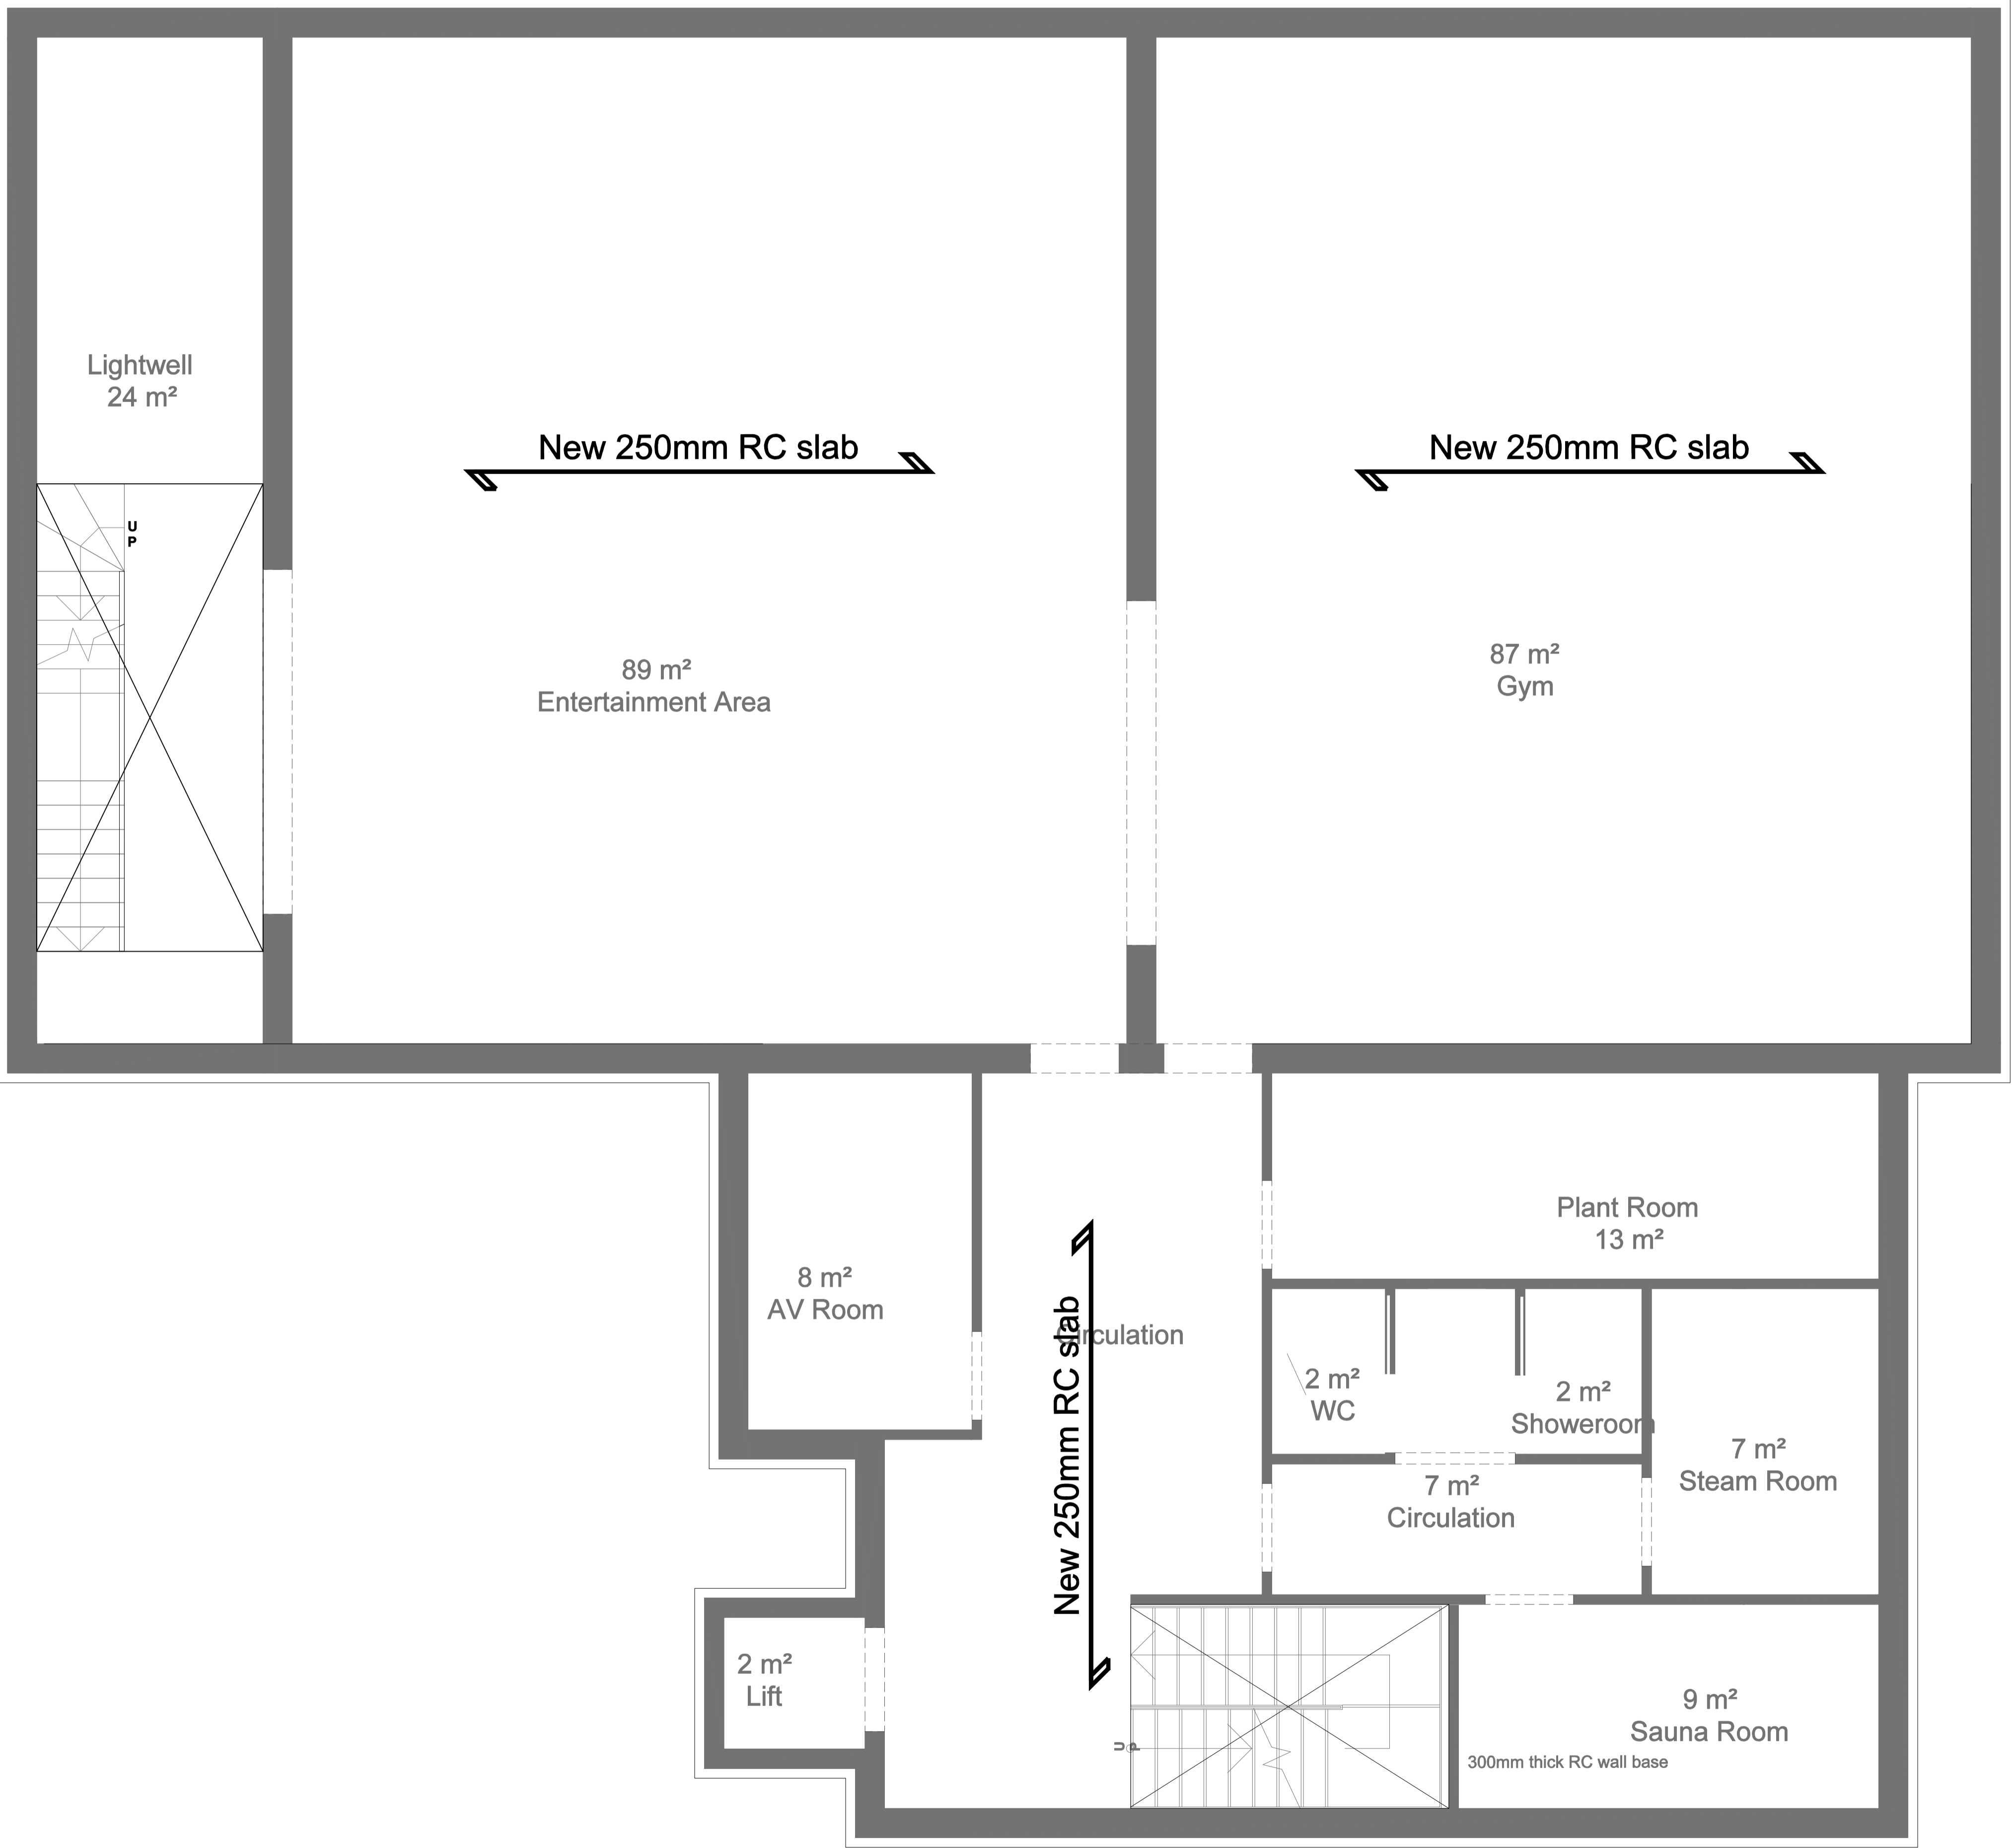 Lightwell
24 m²
New 250mm RC slab
New 250mm RC slab
U
P
89 m²
Entertainment Area
87 m²
Gym
Plant Room
13 m²
8 m²
AV Room
Circulation
New 250mm RC slab
2 m²
WC
2 m²
Showeroom
7 m²
Steam Room
7 m²
Circulation
2 m²
Lift
U
P
9 m²
Sauna Room
300mm thick RC wall base